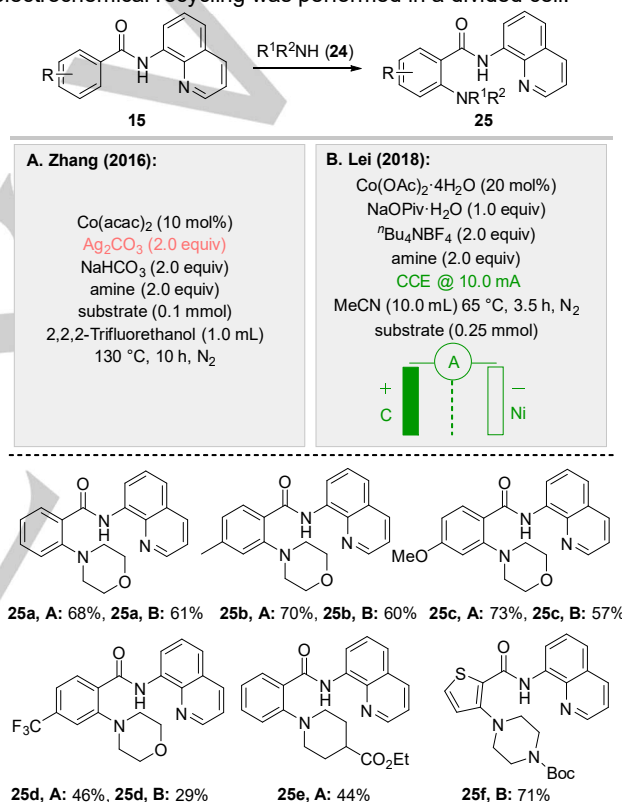 electrochemical recycling was performed in a divided cell.
O
R
N
H
N
15
R¹R²NH (24)
O
R
N
H
N
NR¹R²
25
A. Zhang (2016):
Co(acac)₂ (10 mol%)
Ag₂CO₃ (2.0 equiv)
NaHCO₃ (2.0 equiv)
amine (2.0 equiv)
substrate (0.1 mmol)
2,2,2-Trifluorethanol (1.0 mL)
130 °C, 10 h, N₂
B. Lei (2018):
Co(OAc)₂·4H₂O (20 mol%)
NaOPiv·H₂O (1.0 equiv)
ⁿBu₄NBF₄ (2.0 equiv)
amine (2.0 equiv)
CCE @ 10.0 mA
MeCN (10.0 mL) 65 °C, 3.5 h, N₂
substrate (0.25 mmol)
A
+
C
−
Ni
O
N
H
N
N
O
25a, A: 68%, 25a, B: 61%
O
N
H
N
N
O
25b, A: 70%, 25b, B: 60%
O
N
H
N
MeO
N
O
25c, A: 73%, 25c, B: 57%
O
N
H
N
F₃C
N
O
25d, A: 46%, 25d, B: 29%
O
N
H
N
N
CO₂Et
25e, A: 44%
S
O
N
H
N
N
N
Boc
25f, B: 71%